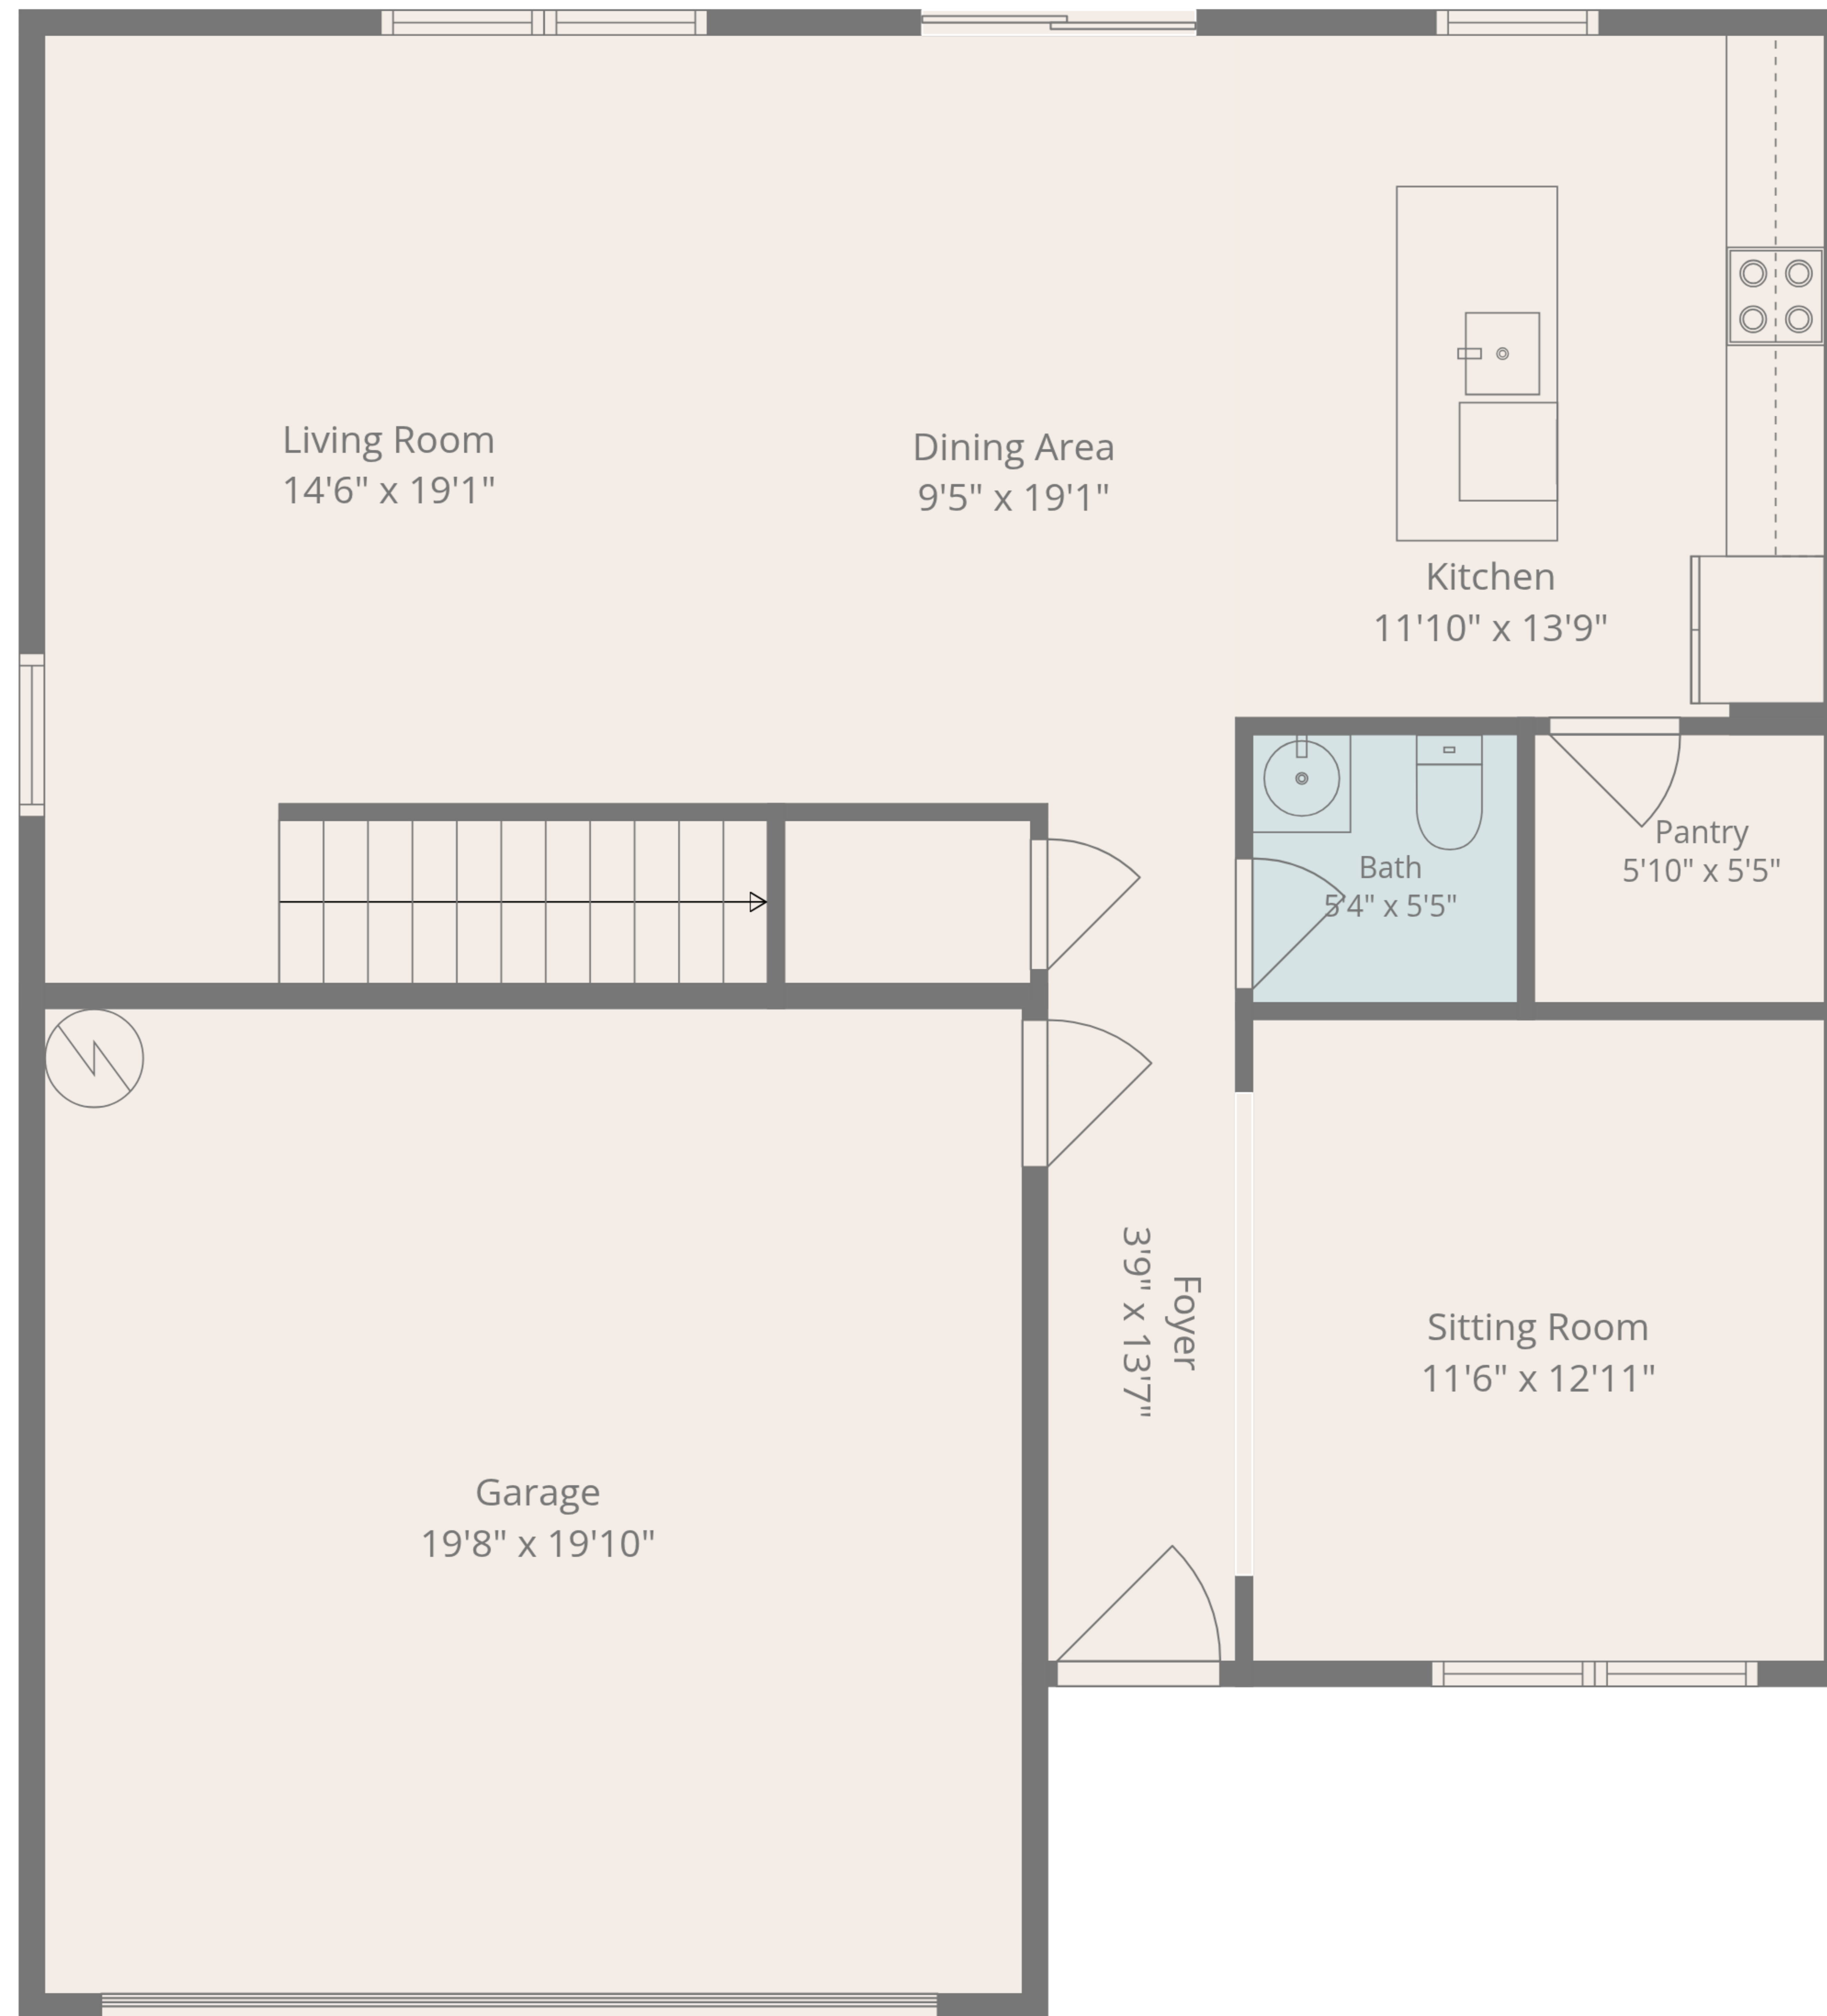 Living Room
14'6" x 19'1"
Dining Area
9'5" x 19'1"
Kitchen
11'10" x 13'9"
Pantry
5'10" x 5'5"
Bath
5'4" x 5'5"
Foyer
3'9" x 13'7"
Sitting Room
11'6" x 12'11"
Garage
19'8" x 19'10"